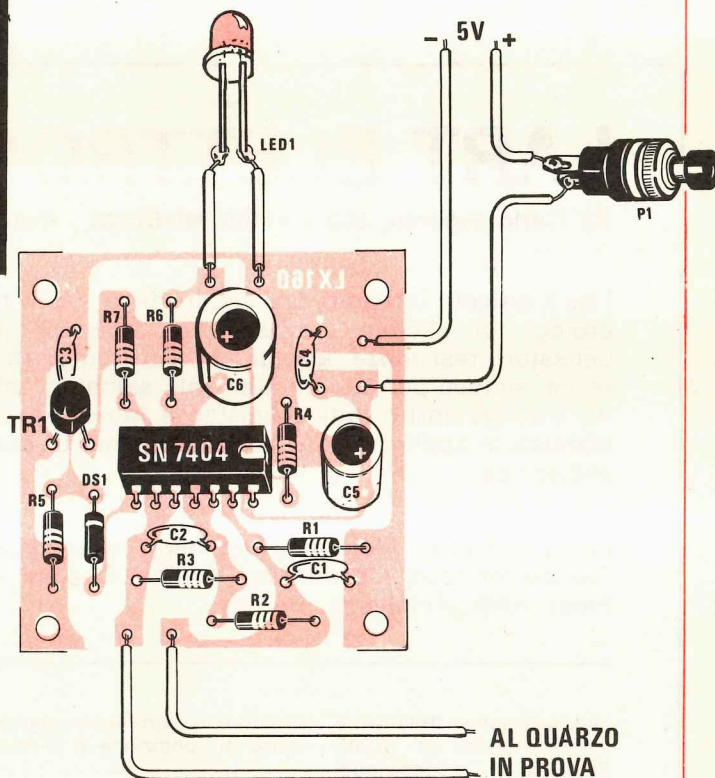 - 5V +
LED1
P1
LX160
R7
R6
C3
C6
C4
TR1
R4
SN 7404
C5
R5
DS1
C2
R1
R3
C1
R2
AL QUARZO
IN PROVA